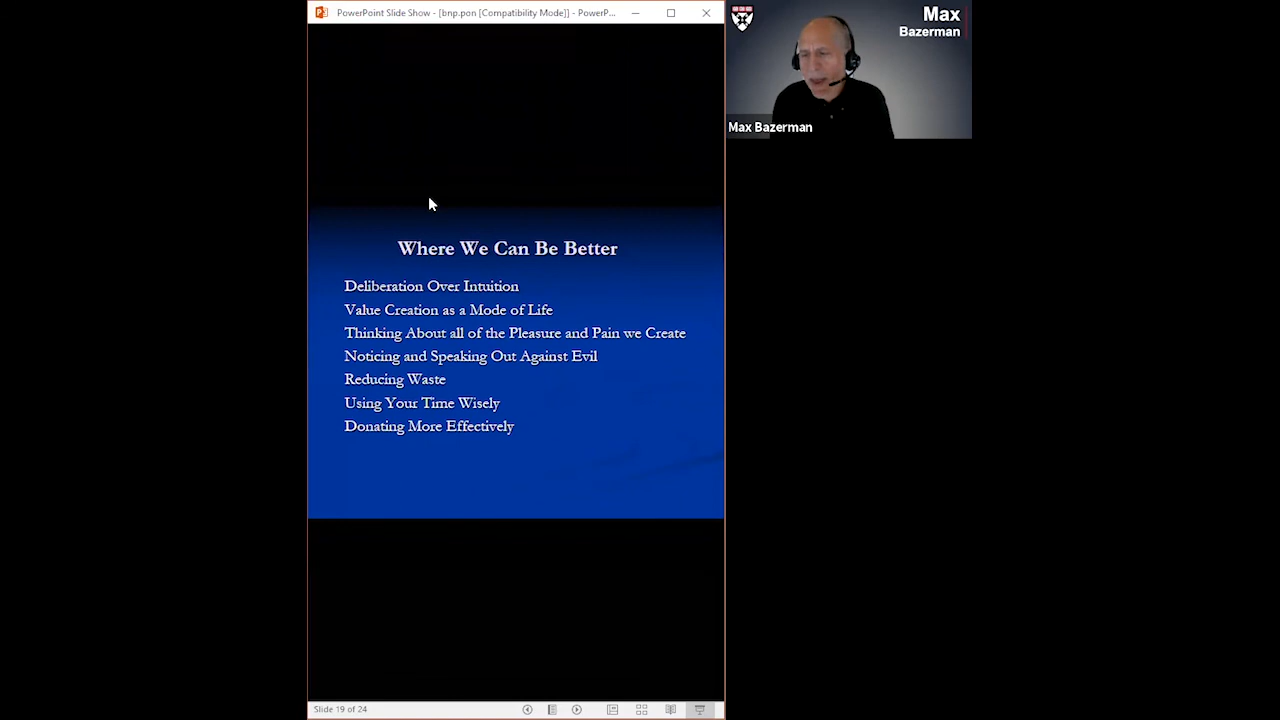 PowerPoint Slide Show - [bnp.pon [Compatibility Mode]] - PowerP...
Max
Bazerman
Max Bazerman
Where We Can Be Better
Deliberation Over Intuition
Value Creation as a Mode of Life
Thinking About all of the Pleasure and Pain we Create
Noticing and Speaking Out Against Evil
Reducing Waste
Using Your Time Wisely
Donating More Effectively
Slide 19 of 24